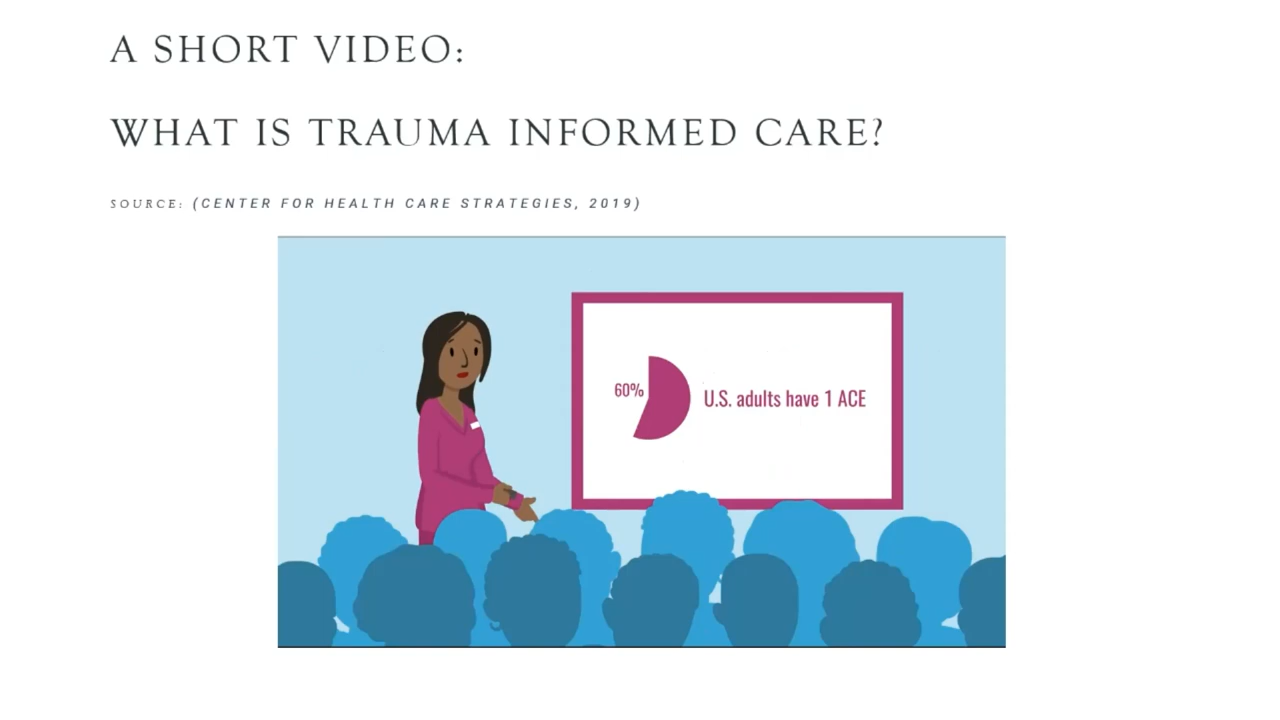 A SHORT VIDEO:
WHAT IS TRAUMA INFORMED CARE?
SOURCE: (CENTER FOR HEALTH CARE STRATEGIES, 2019)
60%
U.S. adults have 1 ACE